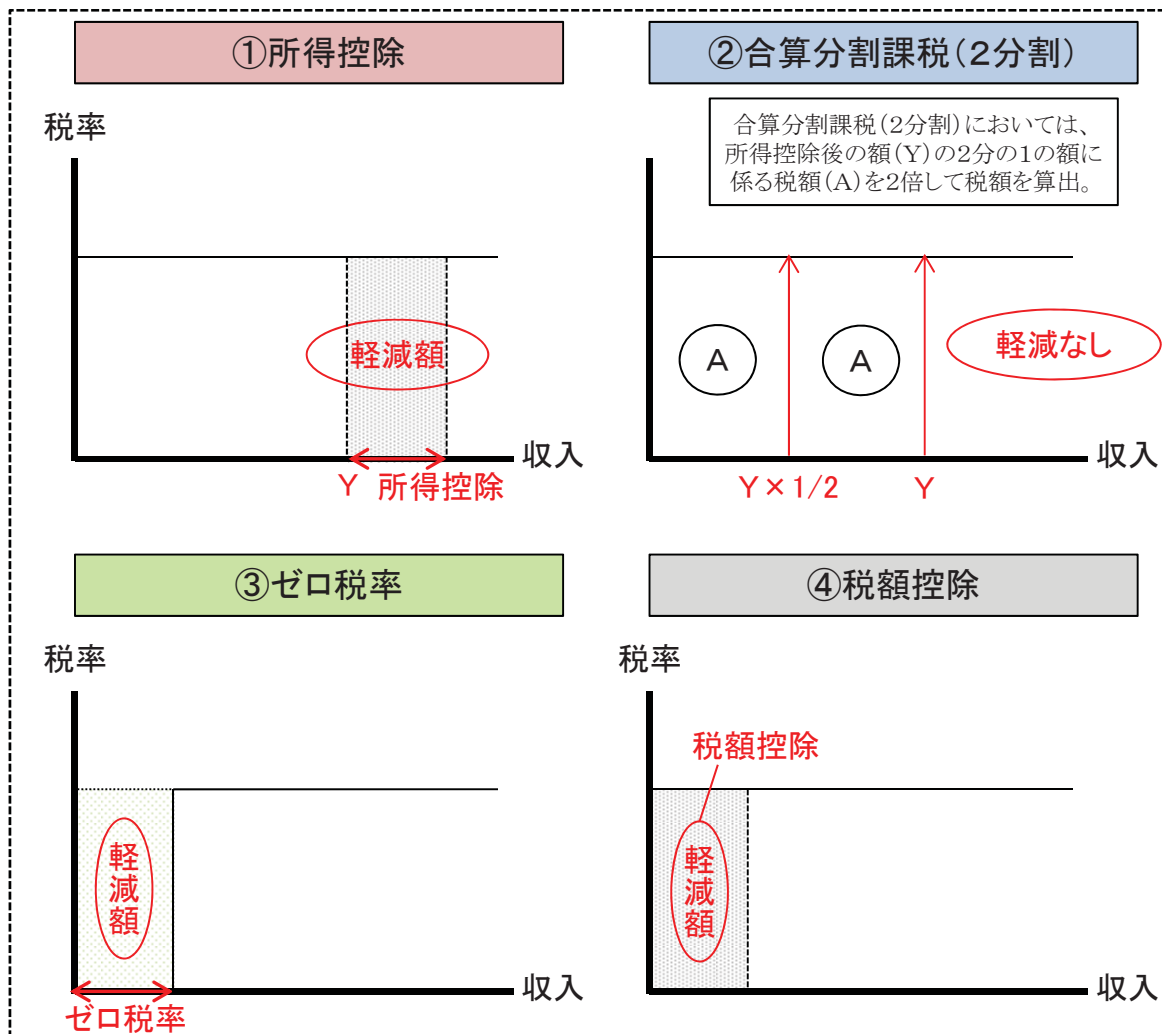 ①所得控除
税率
軽減額
収入
Y 所得控除
②合算分割課税(2分割)
合算分割課税(2分割)においては、
所得控除後の額(Y)の2分の1の額に
係る税額(A)を2倍して税額を算出。
A
A
軽減なし
収入
Y×1/2
Y
③ゼロ税率
税率
軽減額
収入
ゼロ税率
④税額控除
税率
税額控除
軽減額
収入